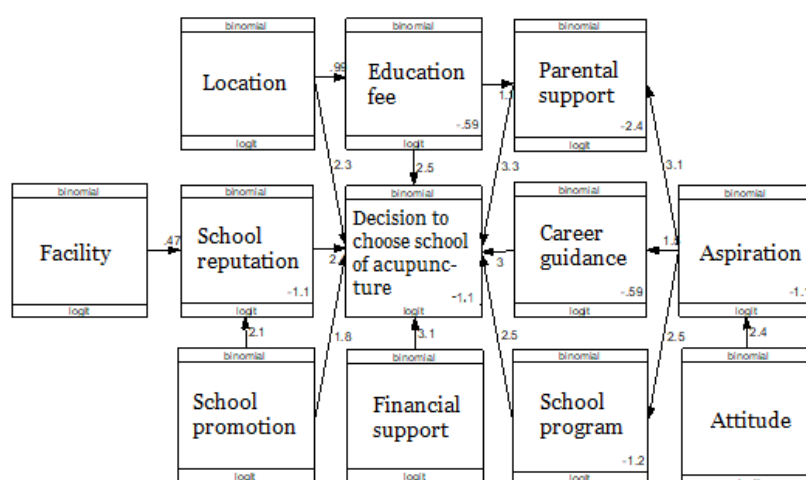 binomial
Location
logit
.99
binomial
Education
fee
-.59
logit
binomial
Parental
support
-2.4
logit
2.3
2.5
3.3
3.1
binomial
Facility
logit
.47
binomial
School
reputation
-1.1
logit
2
binomial
Decision to
choose school
of acupunc-
ture
-1.1
logit
3
binomial
Career
guidance
-.59
logit
binomial
Aspiration
logit
2.1
1.8
3.1
2.5
2.5
2.4
binomial
School
promotion
logit
binomial
Financial
support
logit
binomial
School
program
-1.2
logit
binomial
Attitude
logit